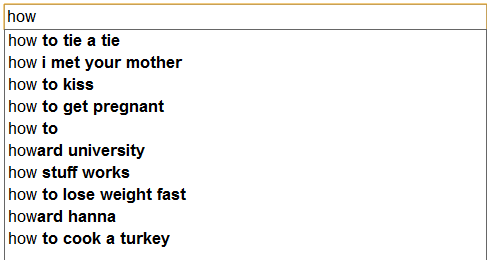 how
how to tie a tie
how i met your mother
how to kiss
how to get pregnant
how to
howard university
how stuff works
how to lose weight fast
howard hanna
how to cook a turkey